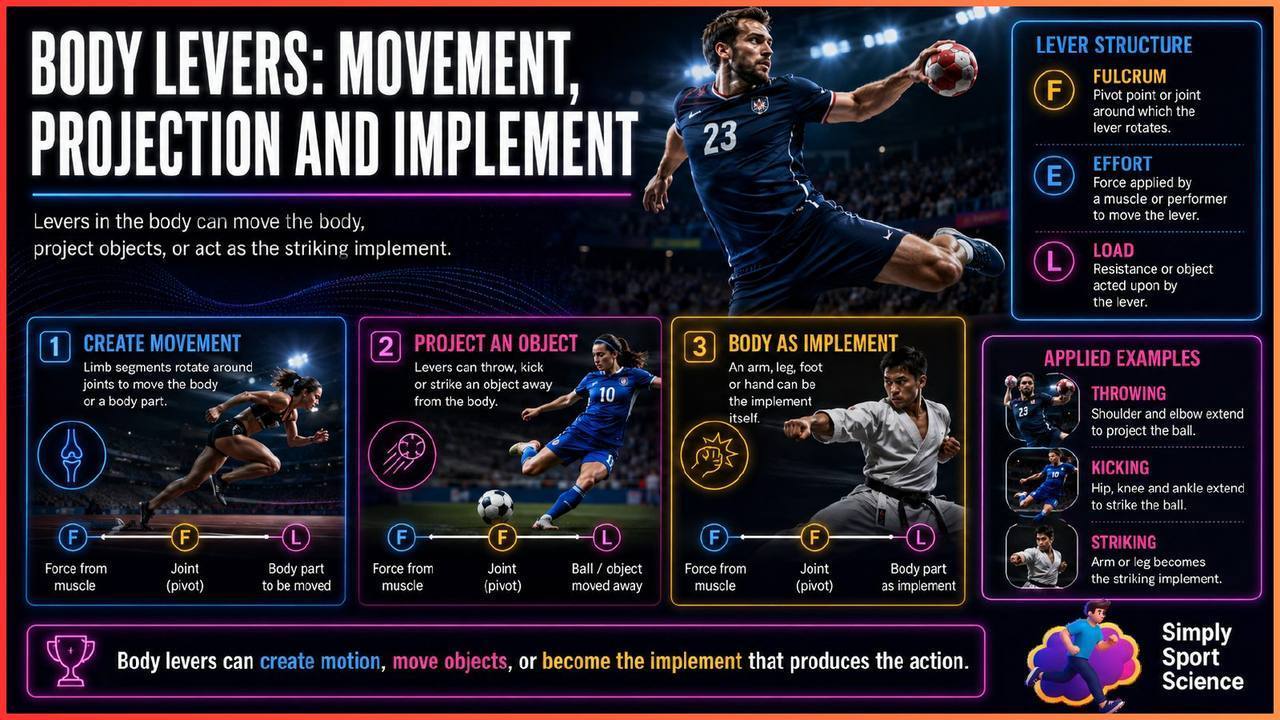 BODY LEVERS: MOVEMENT,
PROJECTION AND IMPLEMENT
Levers in the body can move the body,
project objects, or act as the striking implement.
23
LEVER STRUCTURE
F
FULCRUM
Pivot point or joint
around which the
lever rotates.
E
EFFORT
Force applied by
a muscle or performer
to move the lever.
L
LOAD
Resistance or object
acted upon by
the lever.
1
CREATE MOVEMENT
Limb segments rotate around
joints to move the body
or a body part.
F
F
L
Force from
muscle
Joint
(pivot)
Body part
to be moved
2
PROJECT AN OBJECT
Levers can throw, kick
or strike an object away
from the body.
10
F
F
L
Force from
muscle
Joint
(pivot)
Ball / object
moved away
3
BODY AS IMPLEMENT
An arm, leg, foot
or hand can be
the implement
itself.
F
F
L
Force from
muscle
Joint
(pivot)
Body part
as implement
APPLIED EXAMPLES
23
THROWING
Shoulder and elbow extend
to project the ball.
10
KICKING
Hip, knee and ankle extend
to strike the ball.
STRIKING
Arm or leg becomes
the striking implement.
Body levers can create motion, move objects, or become the implement that produces the action.
Simply
Sport
Science